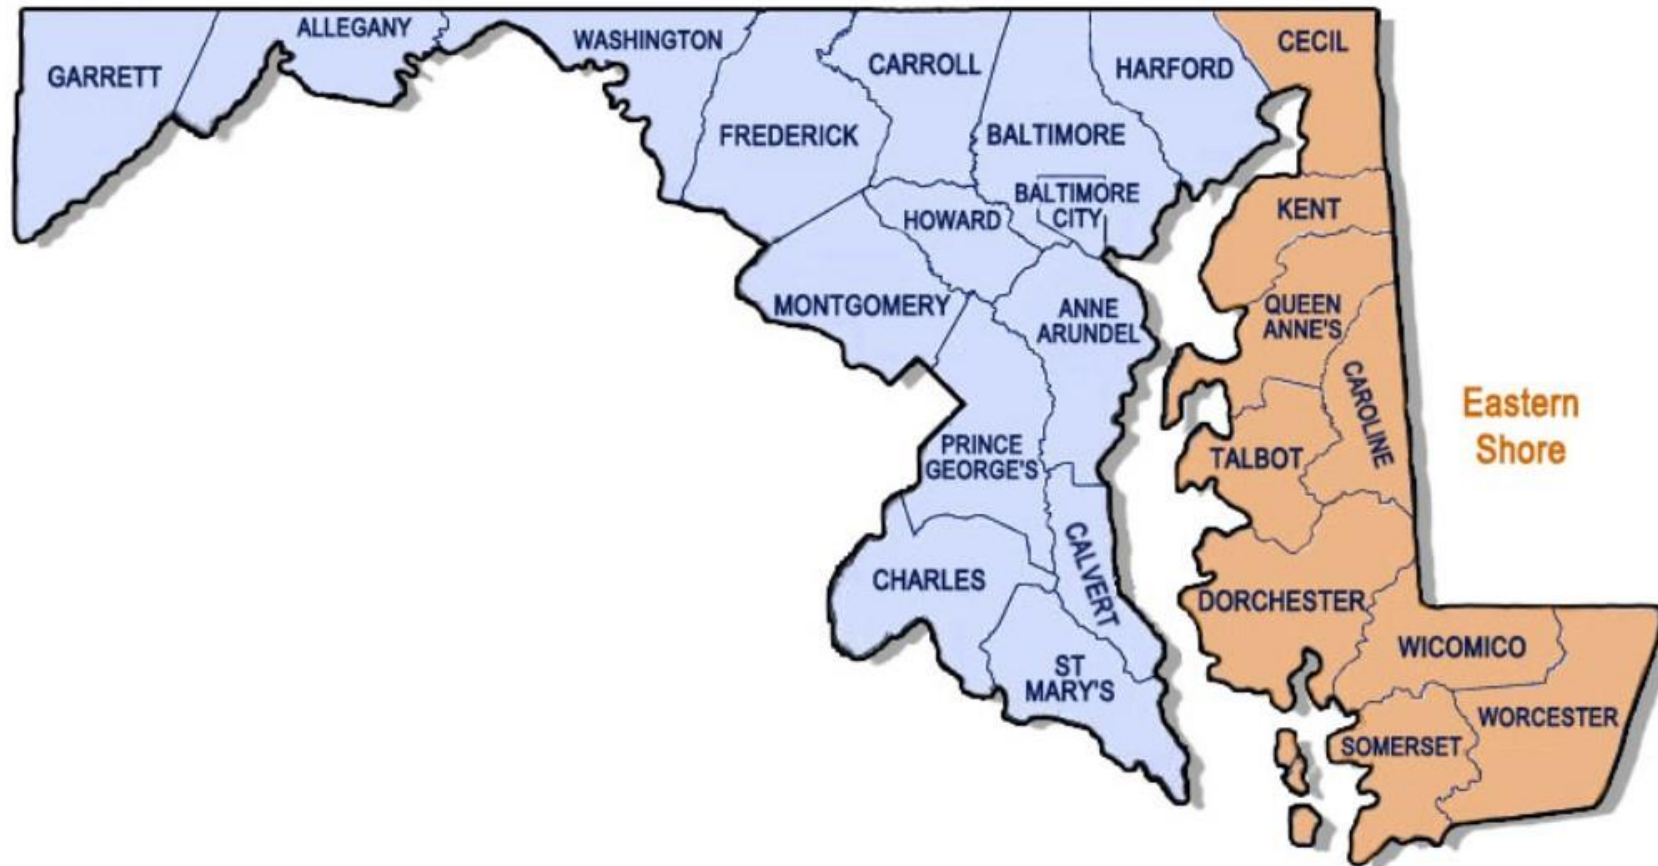 GARRETT
ALLEGANY
WASHINGTON
FREDERICK
CARROLL
BALTIMORE
HARFORD
CECIL
BALTIMORE
CITY
HOWARD
KENT
MONTGOMERY
ANNE
ARUNDEL
QUEEN
ANNE'S
CAROLINE
Eastern
Shore
PRINCE
GEORGE'S
TALBOT
CHARLES
CALVERT
DORCHESTER
ST
MARY'S
WICOMICO
SOMERSET
WORCESTER